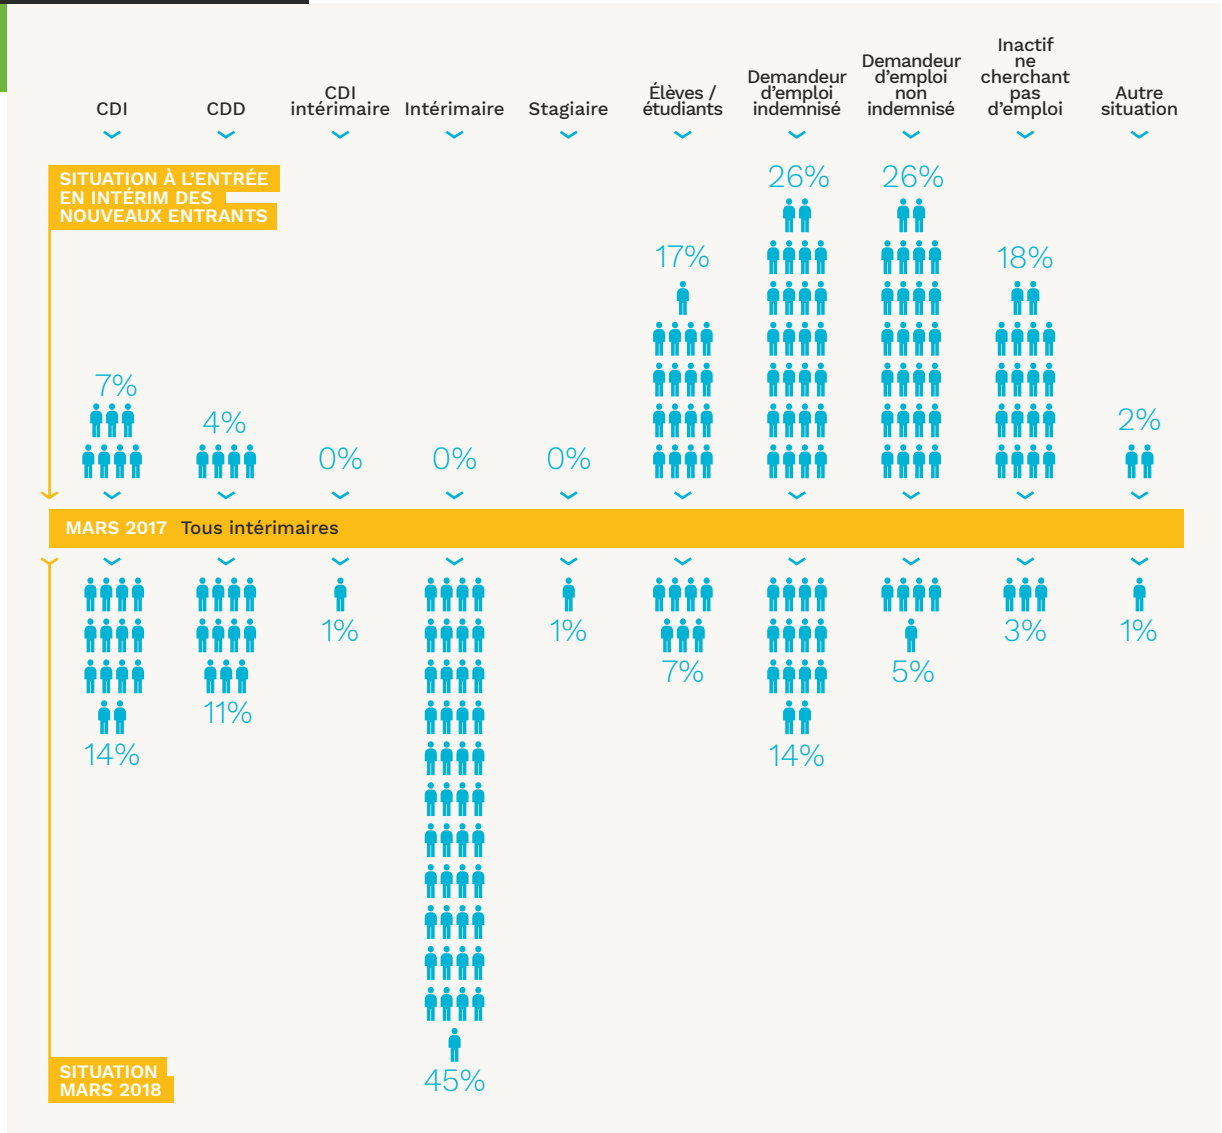 CDI
CDD
CDI
intérimaire
Intérimaire
Stagiaire
Élèves /
étudiants
Demandeur
d’emploi
indemnisé
Demandeur
d’emploi
non
indemnisé
Inactif
ne
cherchant
pas
d’emploi
Autre
situation
SITUATION À L’ENTRÉE
EN INTÉRIM DES
NOUVEAUX ENTRANTS
7%
4%
0%
0%
0%
17%
26%
26%
18%
2%
MARS 2017 Tous intérimaires
14%
11%
1%
45%
1%
7%
14%
5%
3%
1%
SITUATION
MARS 2018